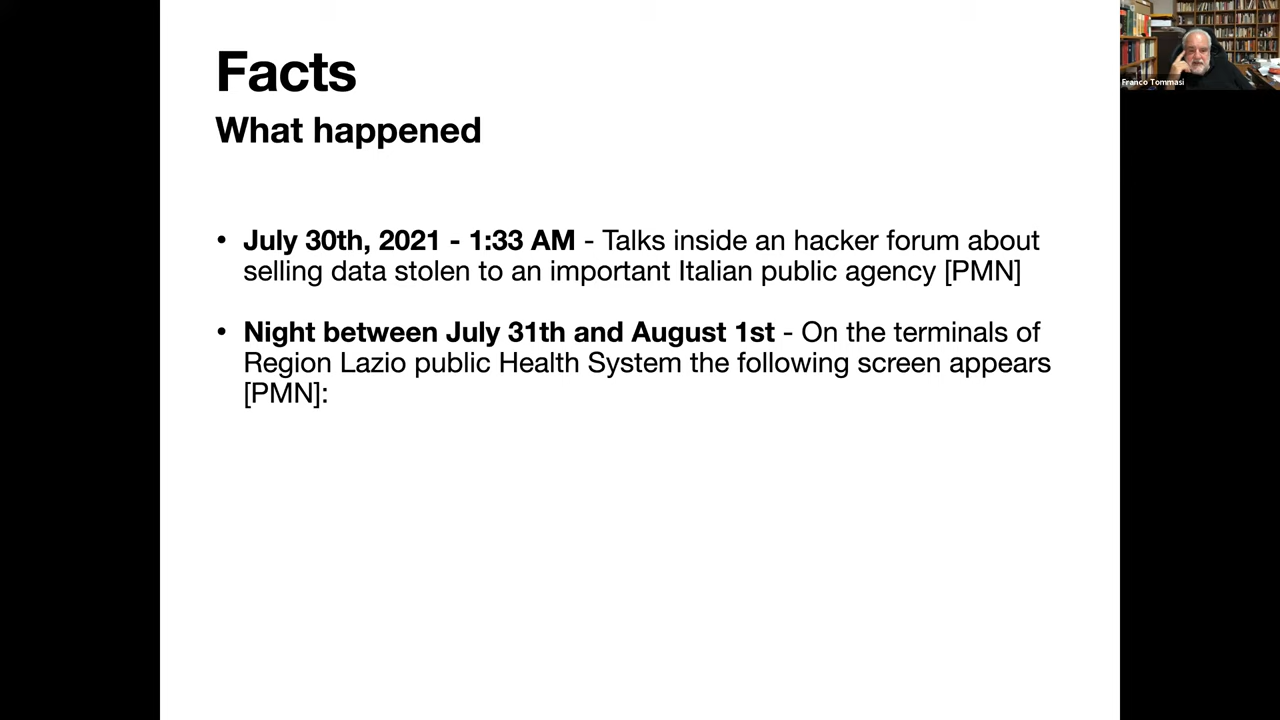 Facts
What happened
• July 30th, 2021 - 1:33 AM - Talks inside an hacker forum about
selling data stolen to an important Italian public agency [PMN]
• Night between July 31th and August 1st - On the terminals of
Region Lazio public Health System the following screen appears
[PMN]:
Franco Tommasi